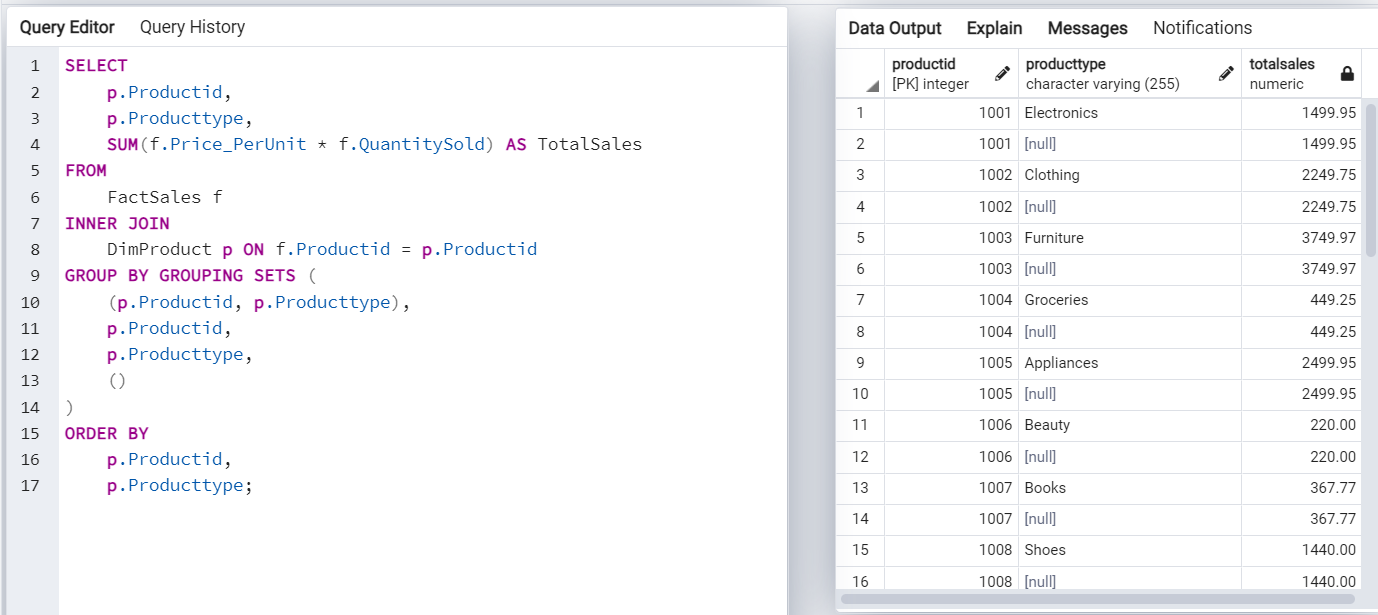 Query Editor Query History
1 SELECT
2 p.Productid,
3 p.Producttype,
4 SUM(f.Price_PerUnit * f.QuantitySold) AS TotalSales
5 FROM
6 FactSales f
7 INNER JOIN
8 DimProduct p ON f.Productid = p.Productid
9 GROUP BY GROUPING SETS (
10 (p.Productid, p.Producttype),
11 p.Productid,
12 p.Producttype,
13 ()
14 )
15 ORDER BY
16 p.Productid,
17 p.Producttype;
Data Output Explain Messages Notifications
productid producttype totalsales
[PK] integer character varying (255) numeric
1 1001 Electronics 1499.95
2 1001 [null] 1499.95
3 1002 Clothing 2249.75
4 1002 [null] 2249.75
5 1003 Furniture 3749.97
6 1003 [null] 3749.97
7 1004 Groceries 449.25
8 1004 [null] 449.25
9 1005 Appliances 2499.95
10 1005 [null] 2499.95
11 1006 Beauty 220.00
12 1006 [null] 220.00
13 1007 Books 367.77
14 1007 [null] 367.77
15 1008 Shoes 1440.00
16 1008 [null] 1440.00